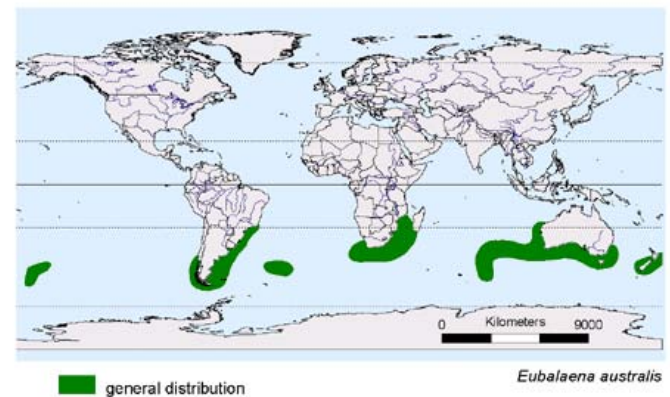 Kilometers
0 9000
Eubalaena australis
general distribution